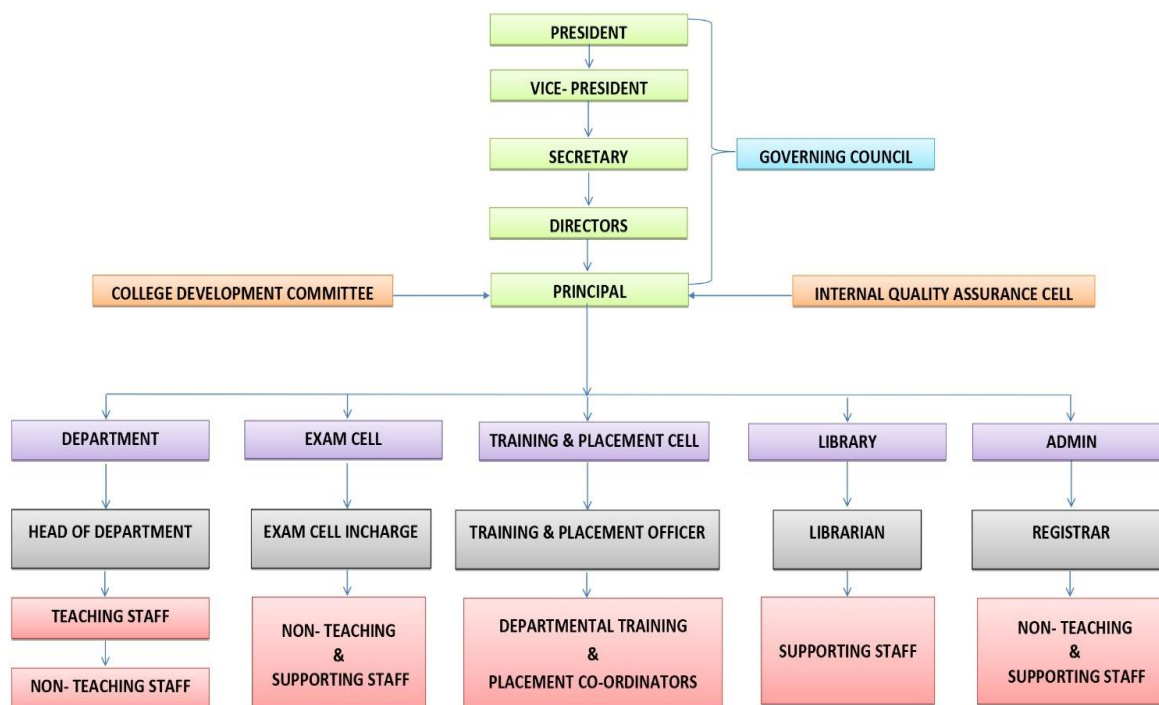 PRESIDENT
VICE- PRESIDENT
SECRETARY
GOVERNING COUNCIL
DIRECTORS
COLLEGE DEVELOPMENT COMMITTEE
PRINCIPAL
INTERNAL QUALITY ASSURANCE CELL
DEPARTMENT
EXAM CELL
TRAINING & PLACEMENT CELL
LIBRARY
ADMIN
HEAD OF DEPARTMENT
EXAM CELL INCHARGE
TRAINING & PLACEMENT OFFICER
LIBRARIAN
REGISTRAR
TEACHING STAFF
NON- TEACHING STAFF
NON- TEACHING
&
SUPPORTING STAFF
DEPARTMENTAL TRAINING
&
PLACEMENT CO-ORDINATORS
SUPPORTING STAFF
NON- TEACHING
&
SUPPORTING STAFF